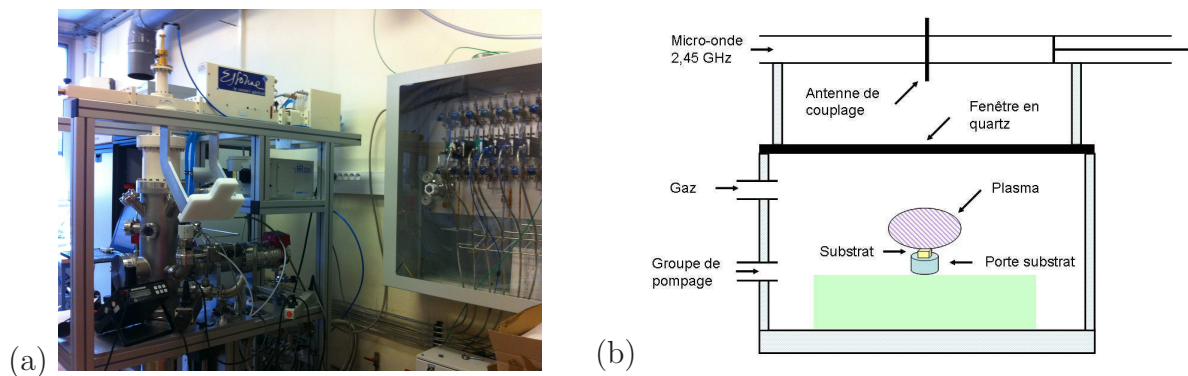 (a)
(b)
Micro-onde
2,45 GHz
Antenne de
couplage
Fenêtre en
quartz
Gaz
Plasma
Substrat
Porte substrat
Groupe de
pompage